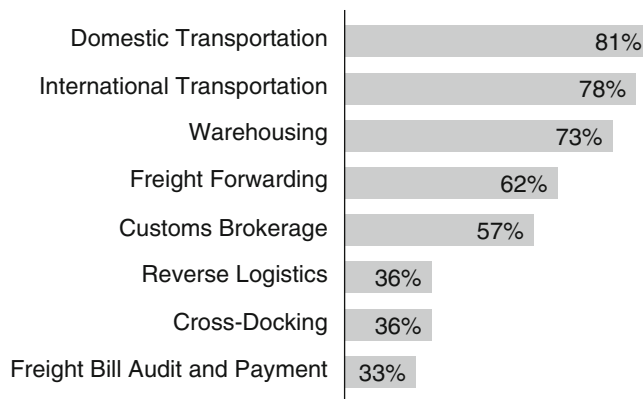 Domestic Transportation 81%
International Transportation 78%
Warehousing 73%
Freight Forwarding 62%
Customs Brokerage 57%
Reverse Logistics 36%
Cross-Docking 36%
Freight Bill Audit and Payment 33%